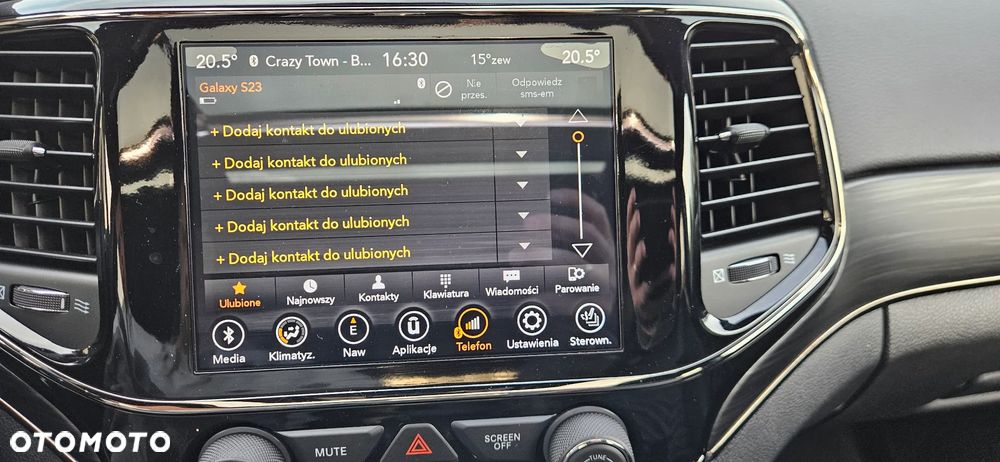 20.5° Crazy Town - B... 16:30 15° zew 20.5°
Galaxy S23
Nie przes.
Odpowiedz sms-em
+ Dodaj kontakt do ulubionych
+ Dodaj kontakt do ulubionych
+ Dodaj kontakt do ulubionych
+ Dodaj kontakt do ulubionych
+ Dodaj kontakt do ulubionych
Ulubione Najnowszy Kontakty Klawiatura Wiadomości Parowanie
E
Media Klimatyz. Naw Aplikacje Telefon Ustawienia Sterown.
MUTE
SCREEN OFF
TUNE
OTOMOTO